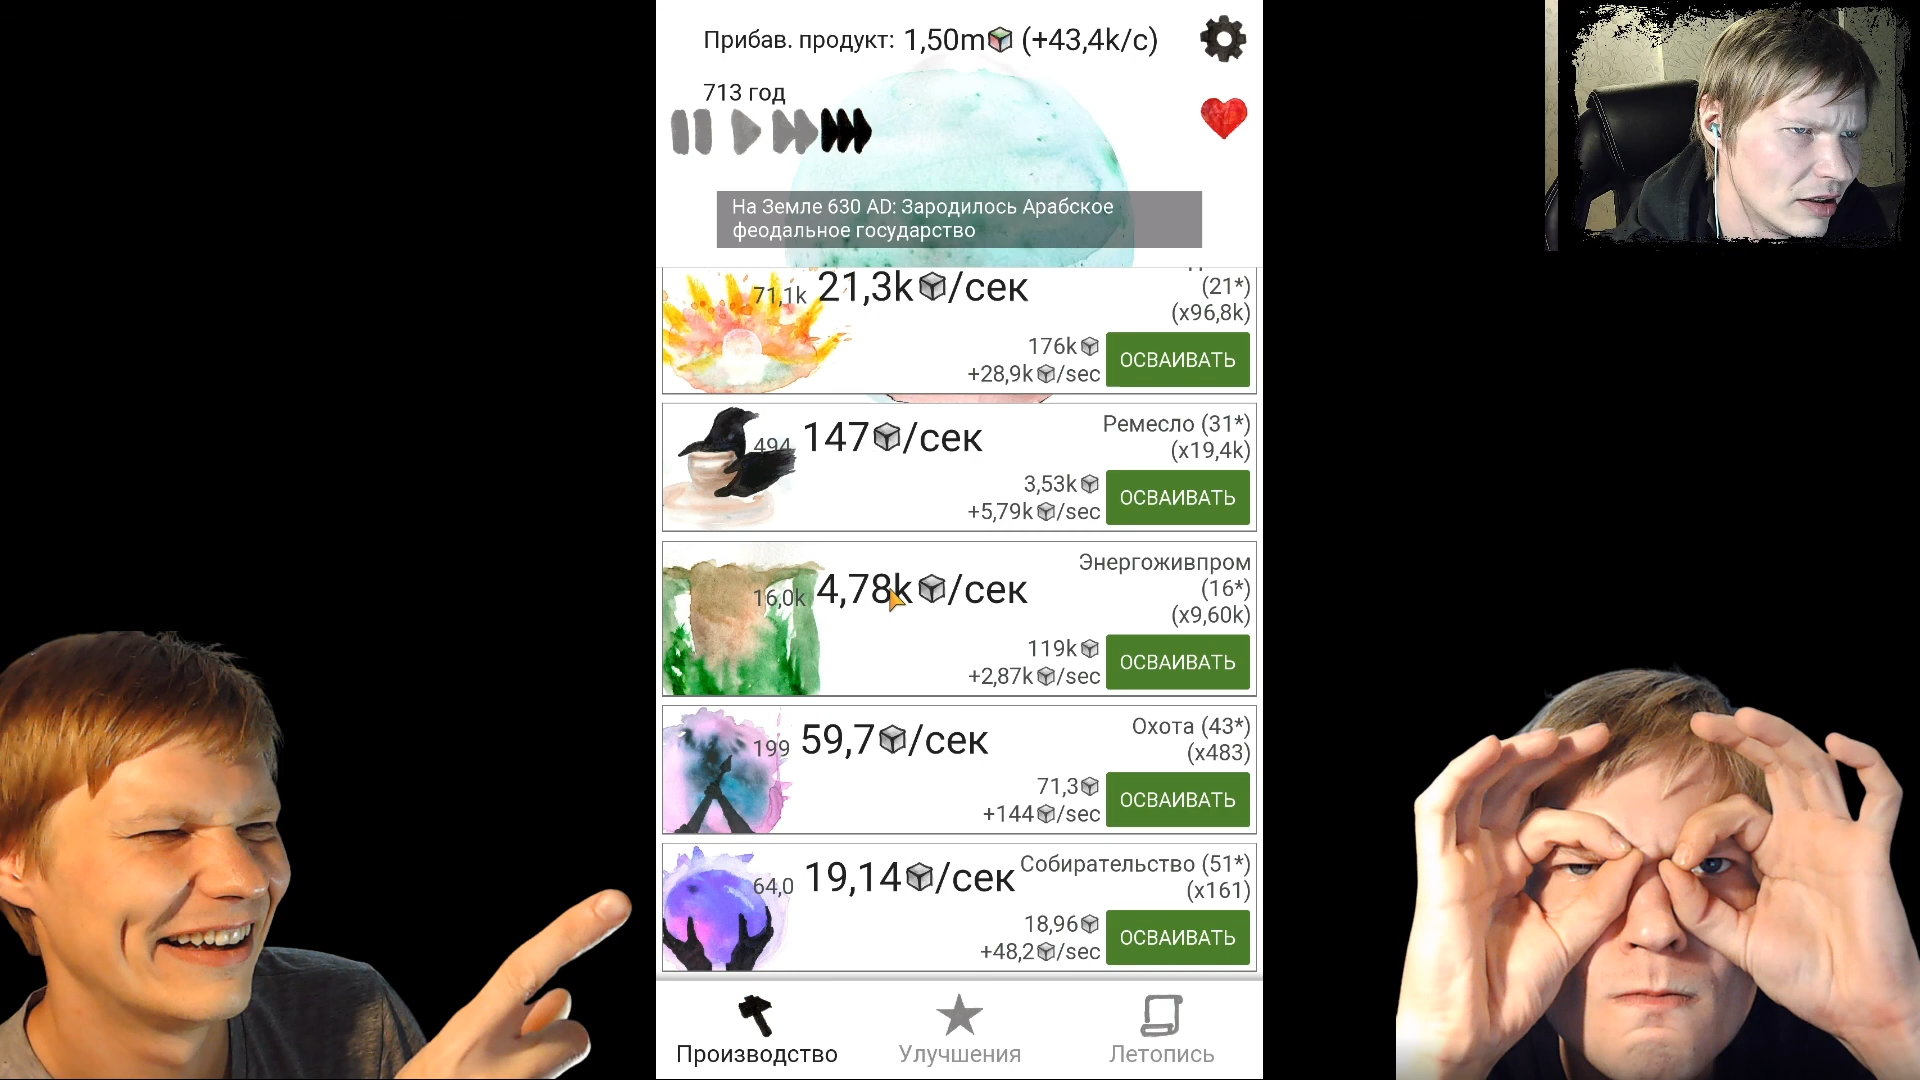 Прибав. продукт: 1,50m (+43,4k/с)
713 год
На Земле 630 AD: Зародилось Арабское
феодальное государство
71,1k 21,3k/сек
(21*)
(x96,8k)
176k
+28,9k/sec
ОСВАИВАТЬ
494 147/сек
Ремесло (31*)
(x19,4k)
3,53k
+5,79k/sec
ОСВАИВАТЬ
16,0k 4,78k/сек
Энергоживпром
(16*)
(x9,60k)
119k
+2,87k/sec
ОСВАИВАТЬ
199 59,7/сек
Охота (43*)
(x483)
71,3
+144/sec
ОСВАИВАТЬ
64,0 19,14/сек
Собирательство (51*)
(x161)
18,96
+48,2/sec
ОСВАИВАТЬ
Производство
Улучшения
Летопись